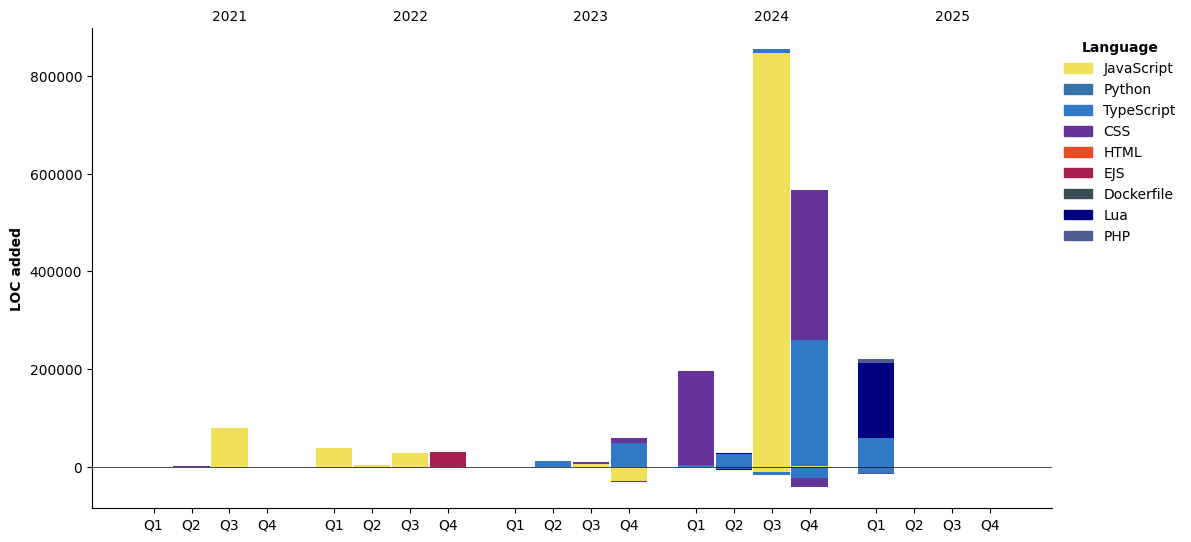 2021 2022 2023 2024 2025
Language
JavaScript
Python
TypeScript
CSS
HTML
EJS
Dockerfile
Lua
PHP
LOC added
800000
600000
400000
200000
0
Q1 Q2 Q3 Q4 Q1 Q2 Q3 Q4 Q1 Q2 Q3 Q4 Q1 Q2 Q3 Q4 Q1 Q2 Q3 Q4